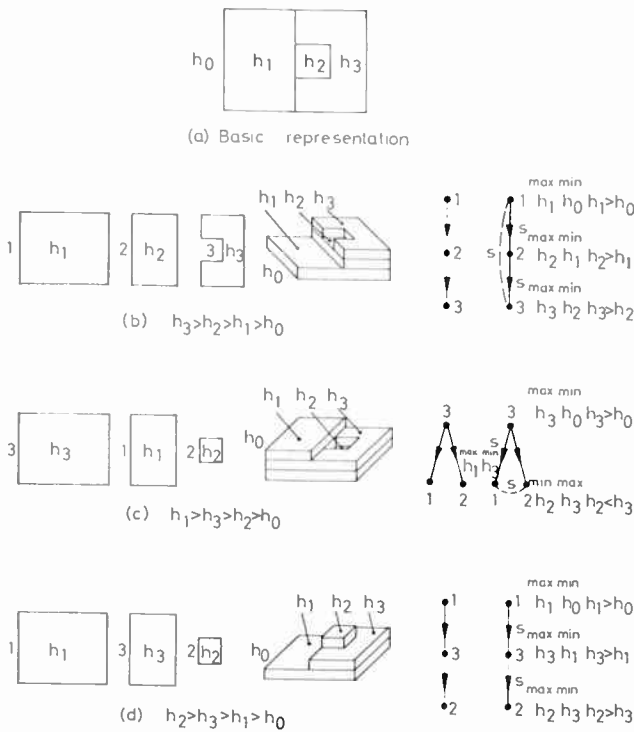 h0 h1 h2 h3
(a) Basic representation
h1 h2 h3
1 h1 2 h2 3 h3 h0
(b) h3>h2>h1>h0
1
2
3
max min
1 h1 h0 h1>h0
s max min
s 2 h2 h1 h2>h1
s max min
3 h3 h2 h3>h2
h1 h2 h3
3 h3 1 h1 2 h2 h0
(c) h1>h3>h2>h0
max min
h3 h0 h3>h0
3 3
s
max min
h1 h3
s min max
1 2 1 2 h2 h3 h2<h3
h1 h2 h3
1 h1 3 h3 2 h2 h0
(d) h2>h3>h1>h0
1
3
2
max min
1 h1 h0 h1>h0
s max min
3 h3 h1 h3>h1
s max min
2 h2 h3 h2>h3